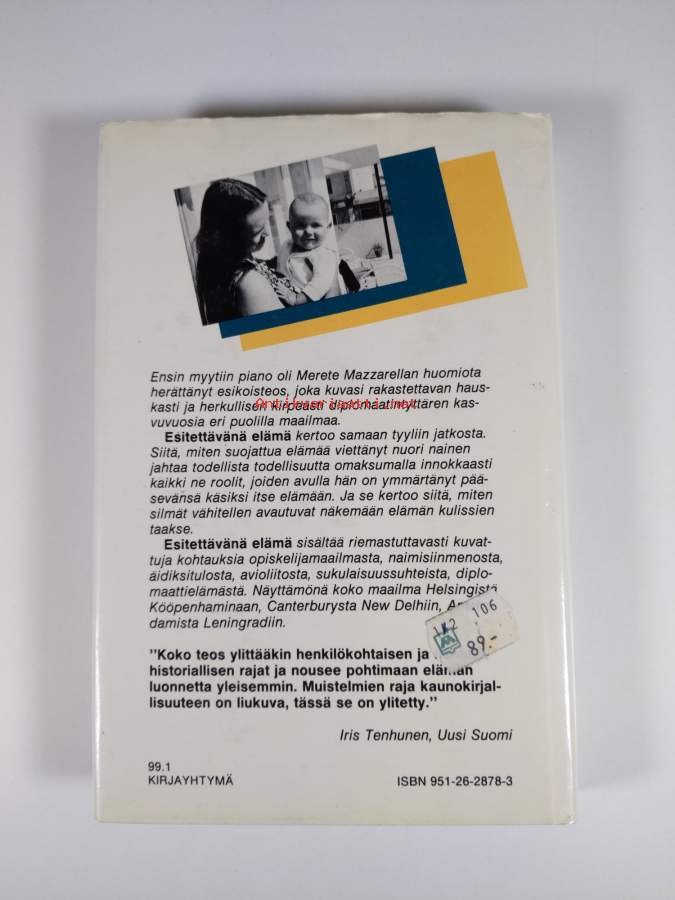 Ensin myytiin piano oli Merete Mazzarellan huomiota
herättänyt esikoisteos, joka kuvasi rakastettavan haus-
kasti ja herkullisen kirpeästi diplomaatintyttären kas-
Antikvariaatti.net
vuvuosia eri puolilla maailmaa.
Esitettävänä elämä kertoo samaan tyyliin jatkosta.
Siitä, miten suojattua elämää viettänyt nuori nainen
jahtaa todellista todellisuutta omaksumalla innokkaasti
kaikki ne roolit, joiden avulla hän on ymmärtänyt pää-
sevänsä käsiksi itse elämään. Ja se kertoo siitä, miten
silmät vähitellen avautuvat näkemään elämän kulissien
taakse.
Esitettävänä elämä sisältää riemastuttavasti kuvat-
tuja kohtauksia opiskelijamaailmasta, naimisiinmenosta,
äidiksitulosta, avioliitosta, sukulaisuussuhteista, diplo-
maattielämästä. Näyttämönä koko maailma Helsingistä
Kööpenhaminaan, Canterburysta New Delhiin,
damista Leningradiin.
112 106
89.-
"Koko teos ylittääkin henkilökohtaisen ja
historiallisen rajat ja nousee pohtimaan elämän
luonnetta yleisemmin. Muistelmien raja kaunokirjal-
lisuuteen on liukuva, tässä se on ylitetty."
Iris Tenhunen, Uusi Suomi
99.1
KIRJAYHTYMÄ
ISBN 951-26-2878-3